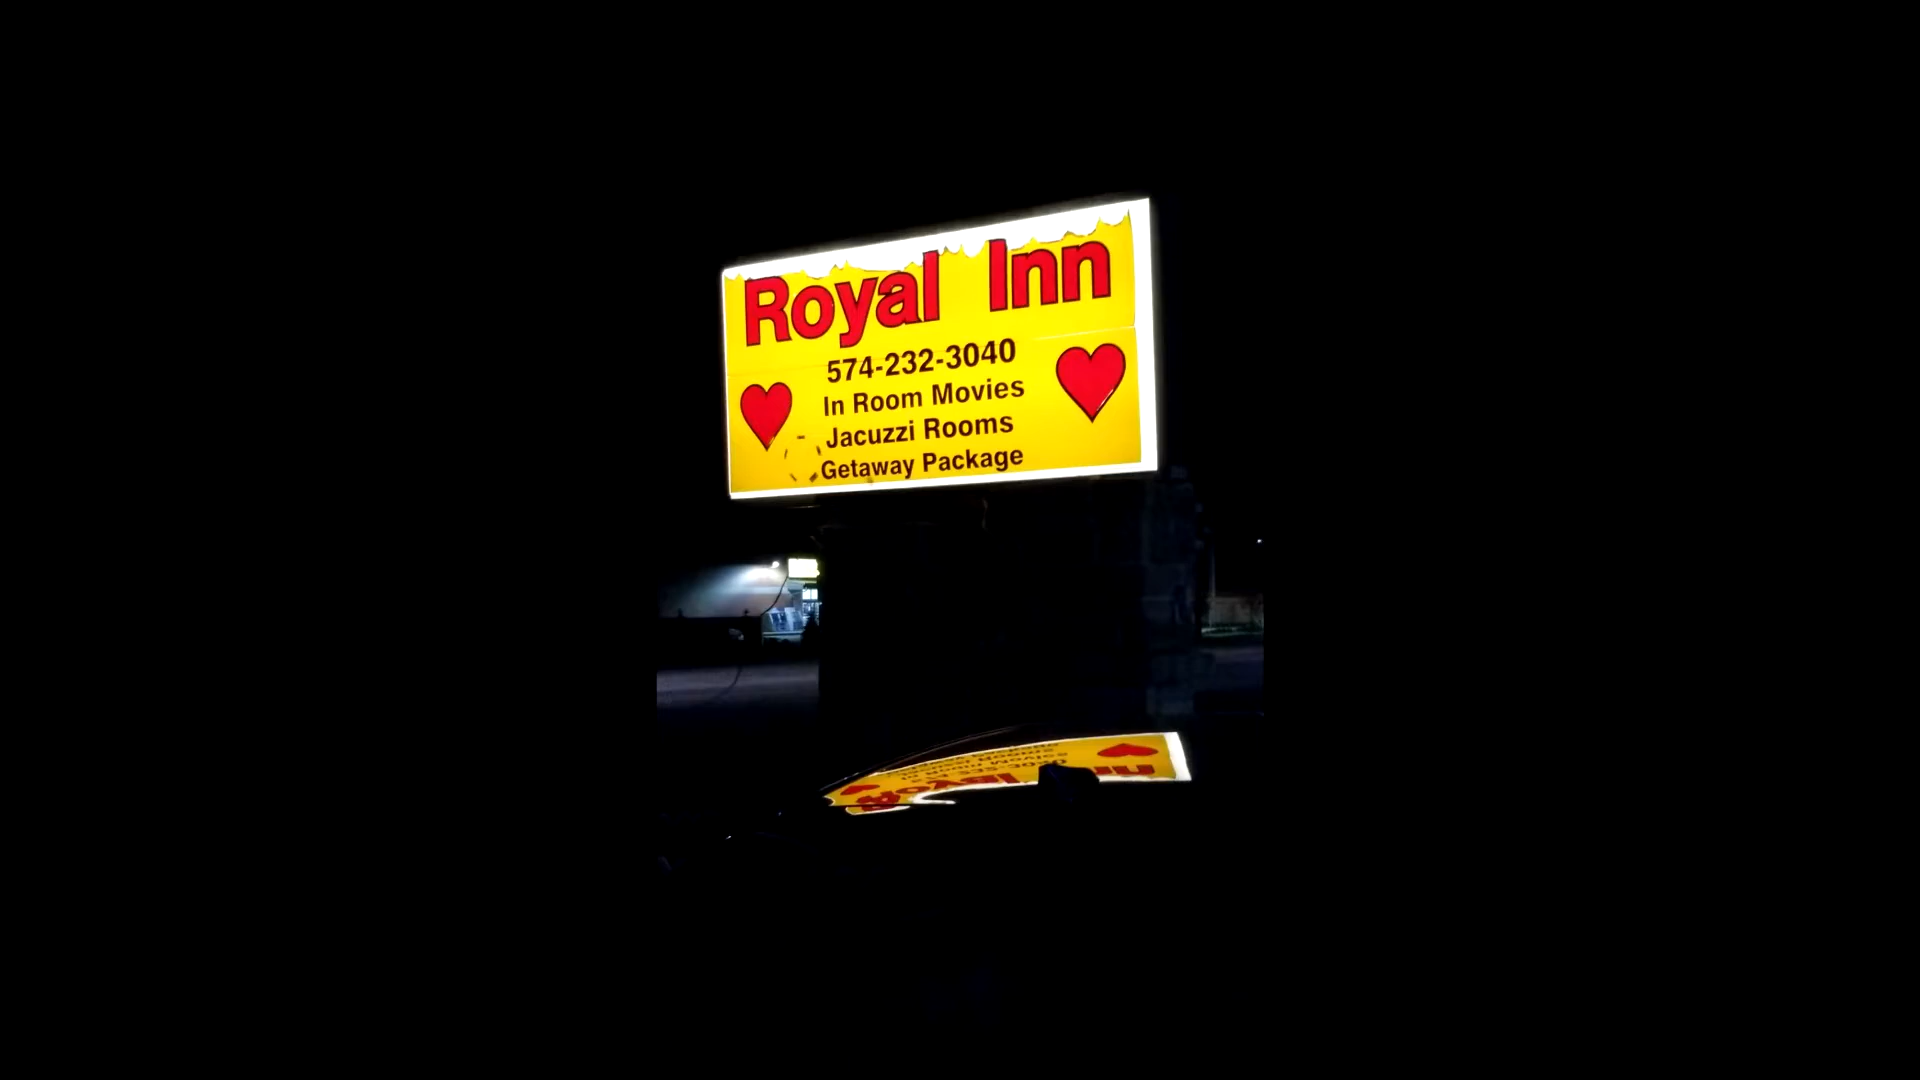 Royal Inn
574-232-3040
In Room Movies
Jacuzzi Rooms
Getaway Package